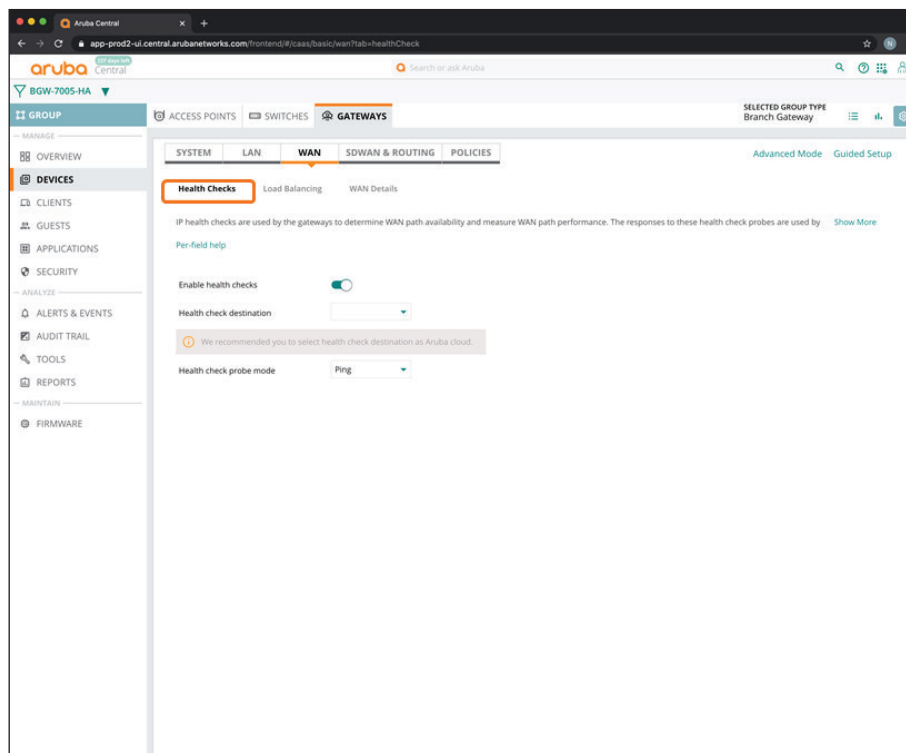 Aruba Central
app-prod2-ui.central.arubanetworks.com/frontend/#/caas/basic/wan?tab=healthCheck
N
aruba Central
337 days left
Search or ask Aruba
BGW-7005-HA
GROUP
ACCESS POINTS SWITCHES GATEWAYS
SELECTED GROUP TYPE
Branch Gateway
MANAGE
OVERVIEW
DEVICES
CLIENTS
GUESTS
APPLICATIONS
SECURITY
ANALYZE
ALERTS & EVENTS
AUDIT TRAIL
TOOLS
REPORTS
MAINTAIN
FIRMWARE
SYSTEM LAN WAN SDWAN & ROUTING POLICIES
Advanced Mode Guided Setup
Health Checks Load Balancing WAN Details
IP health checks are used by the gateways to determine WAN path availability and measure WAN path performance. The responses to these health check probes are used by Show More
Per-field help
Enable health checks
Health check destination
We recommended you to select health check destination as Aruba cloud.
Health check probe mode Ping